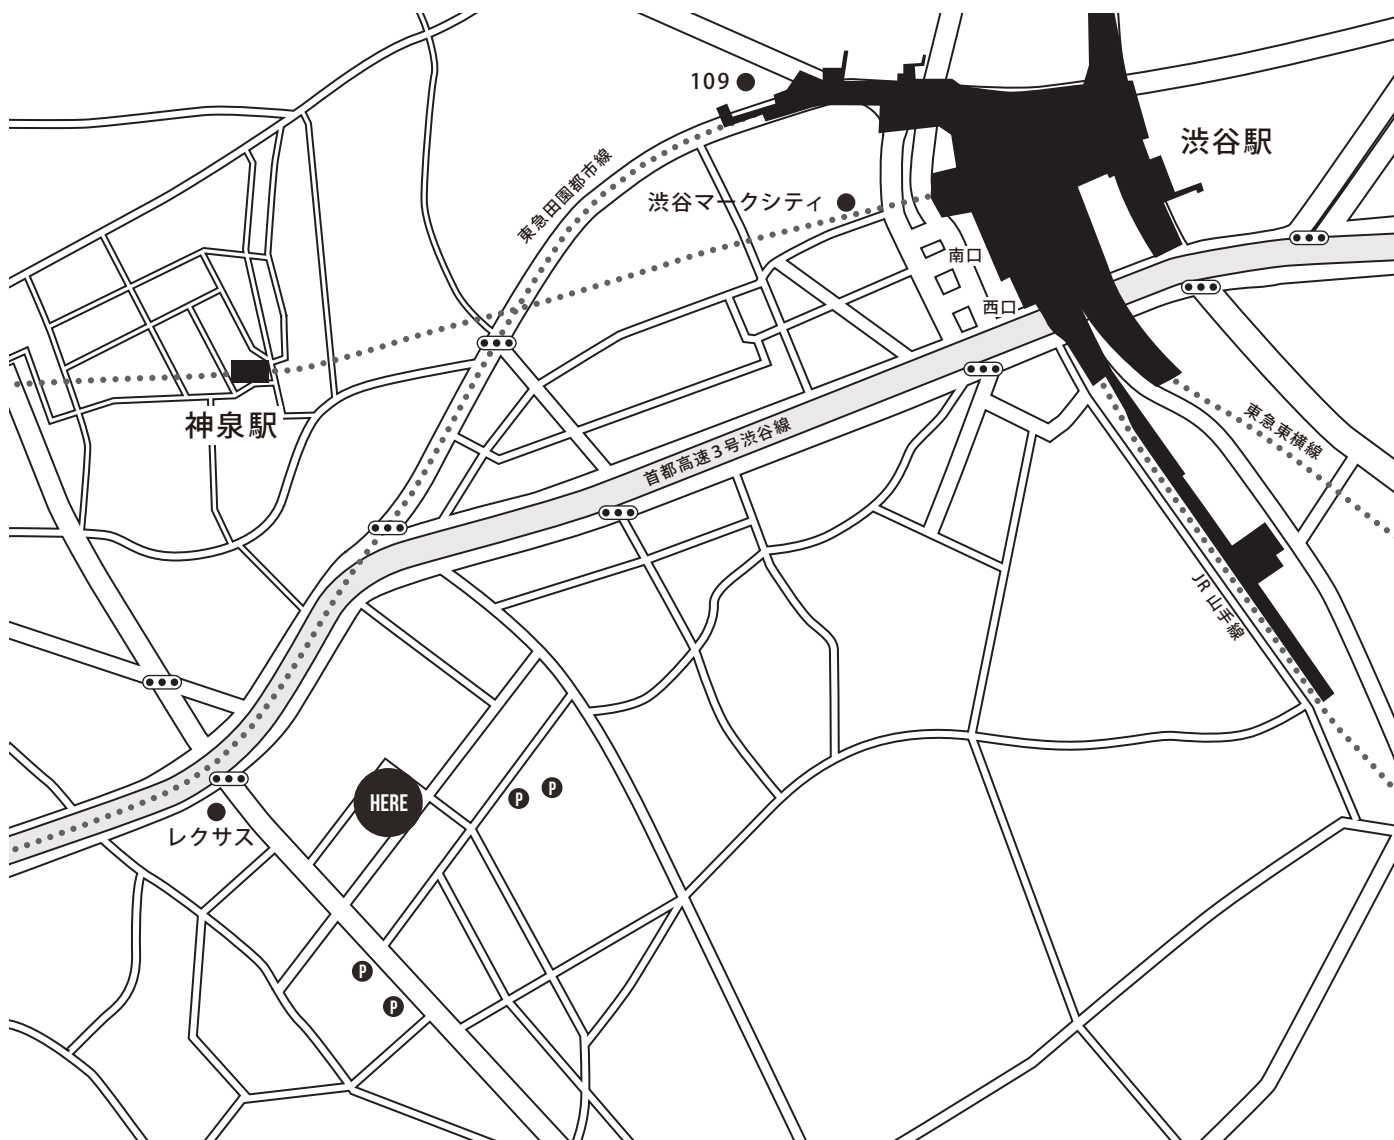 109
渋谷駅
東急田園都市線
渋谷マークシティ
南口
西口
神泉駅
首都高速3号渋谷線
東急東横線
JR 山手線
HERE
P
P
レクサス
P
P